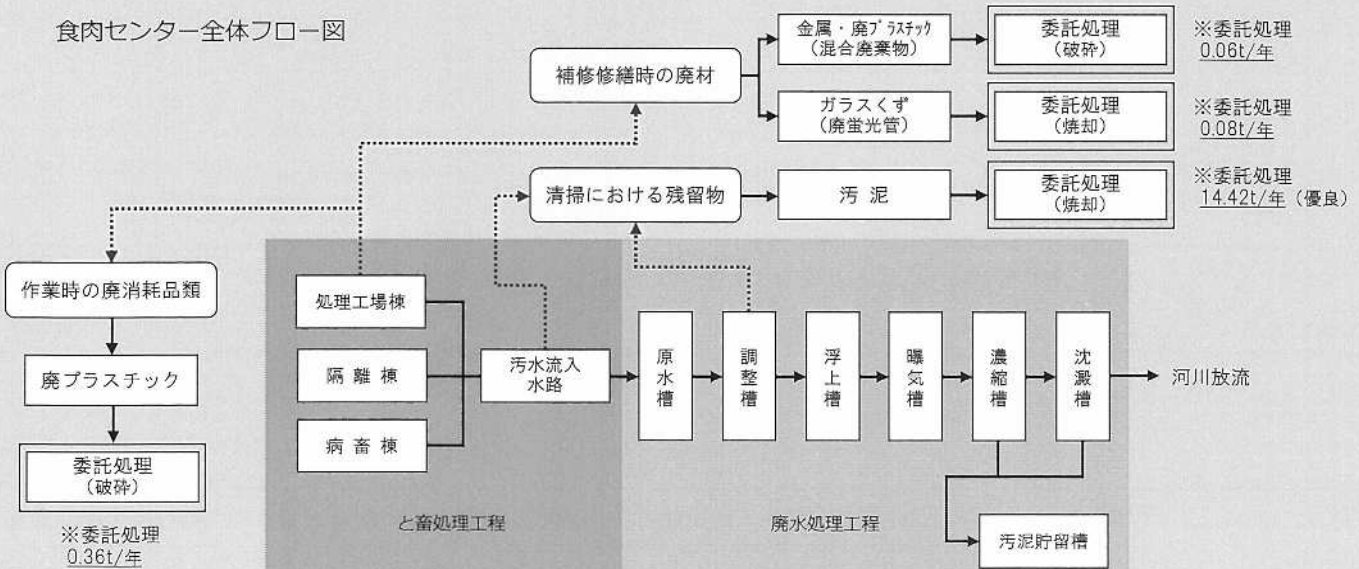 食肉センター全体フロー図
補修修繕時の廃材
金属・廃プラスチック
(混合廃棄物)
委託処理
(破砕)
※委託処理
0.06t/年
ガラスくず
(廃蛍光管)
委託処理
(焼却)
※委託処理
0.08t/年
清掃における残留物
汚泥
委託処理
(焼却)
※委託処理
14.42t/年(優良)
作業時の廃消耗品類
廃プラスチック
委託処理
(破砕)
※委託処理
0.36t/年
処理工場棟
隔離棟
病畜棟
汚水流入
水路
と畜処理工程
原水槽
調整槽
浮上槽
曝気槽
濃縮槽
沈澱槽
河川放流
汚泥貯留槽
廃水処理工程